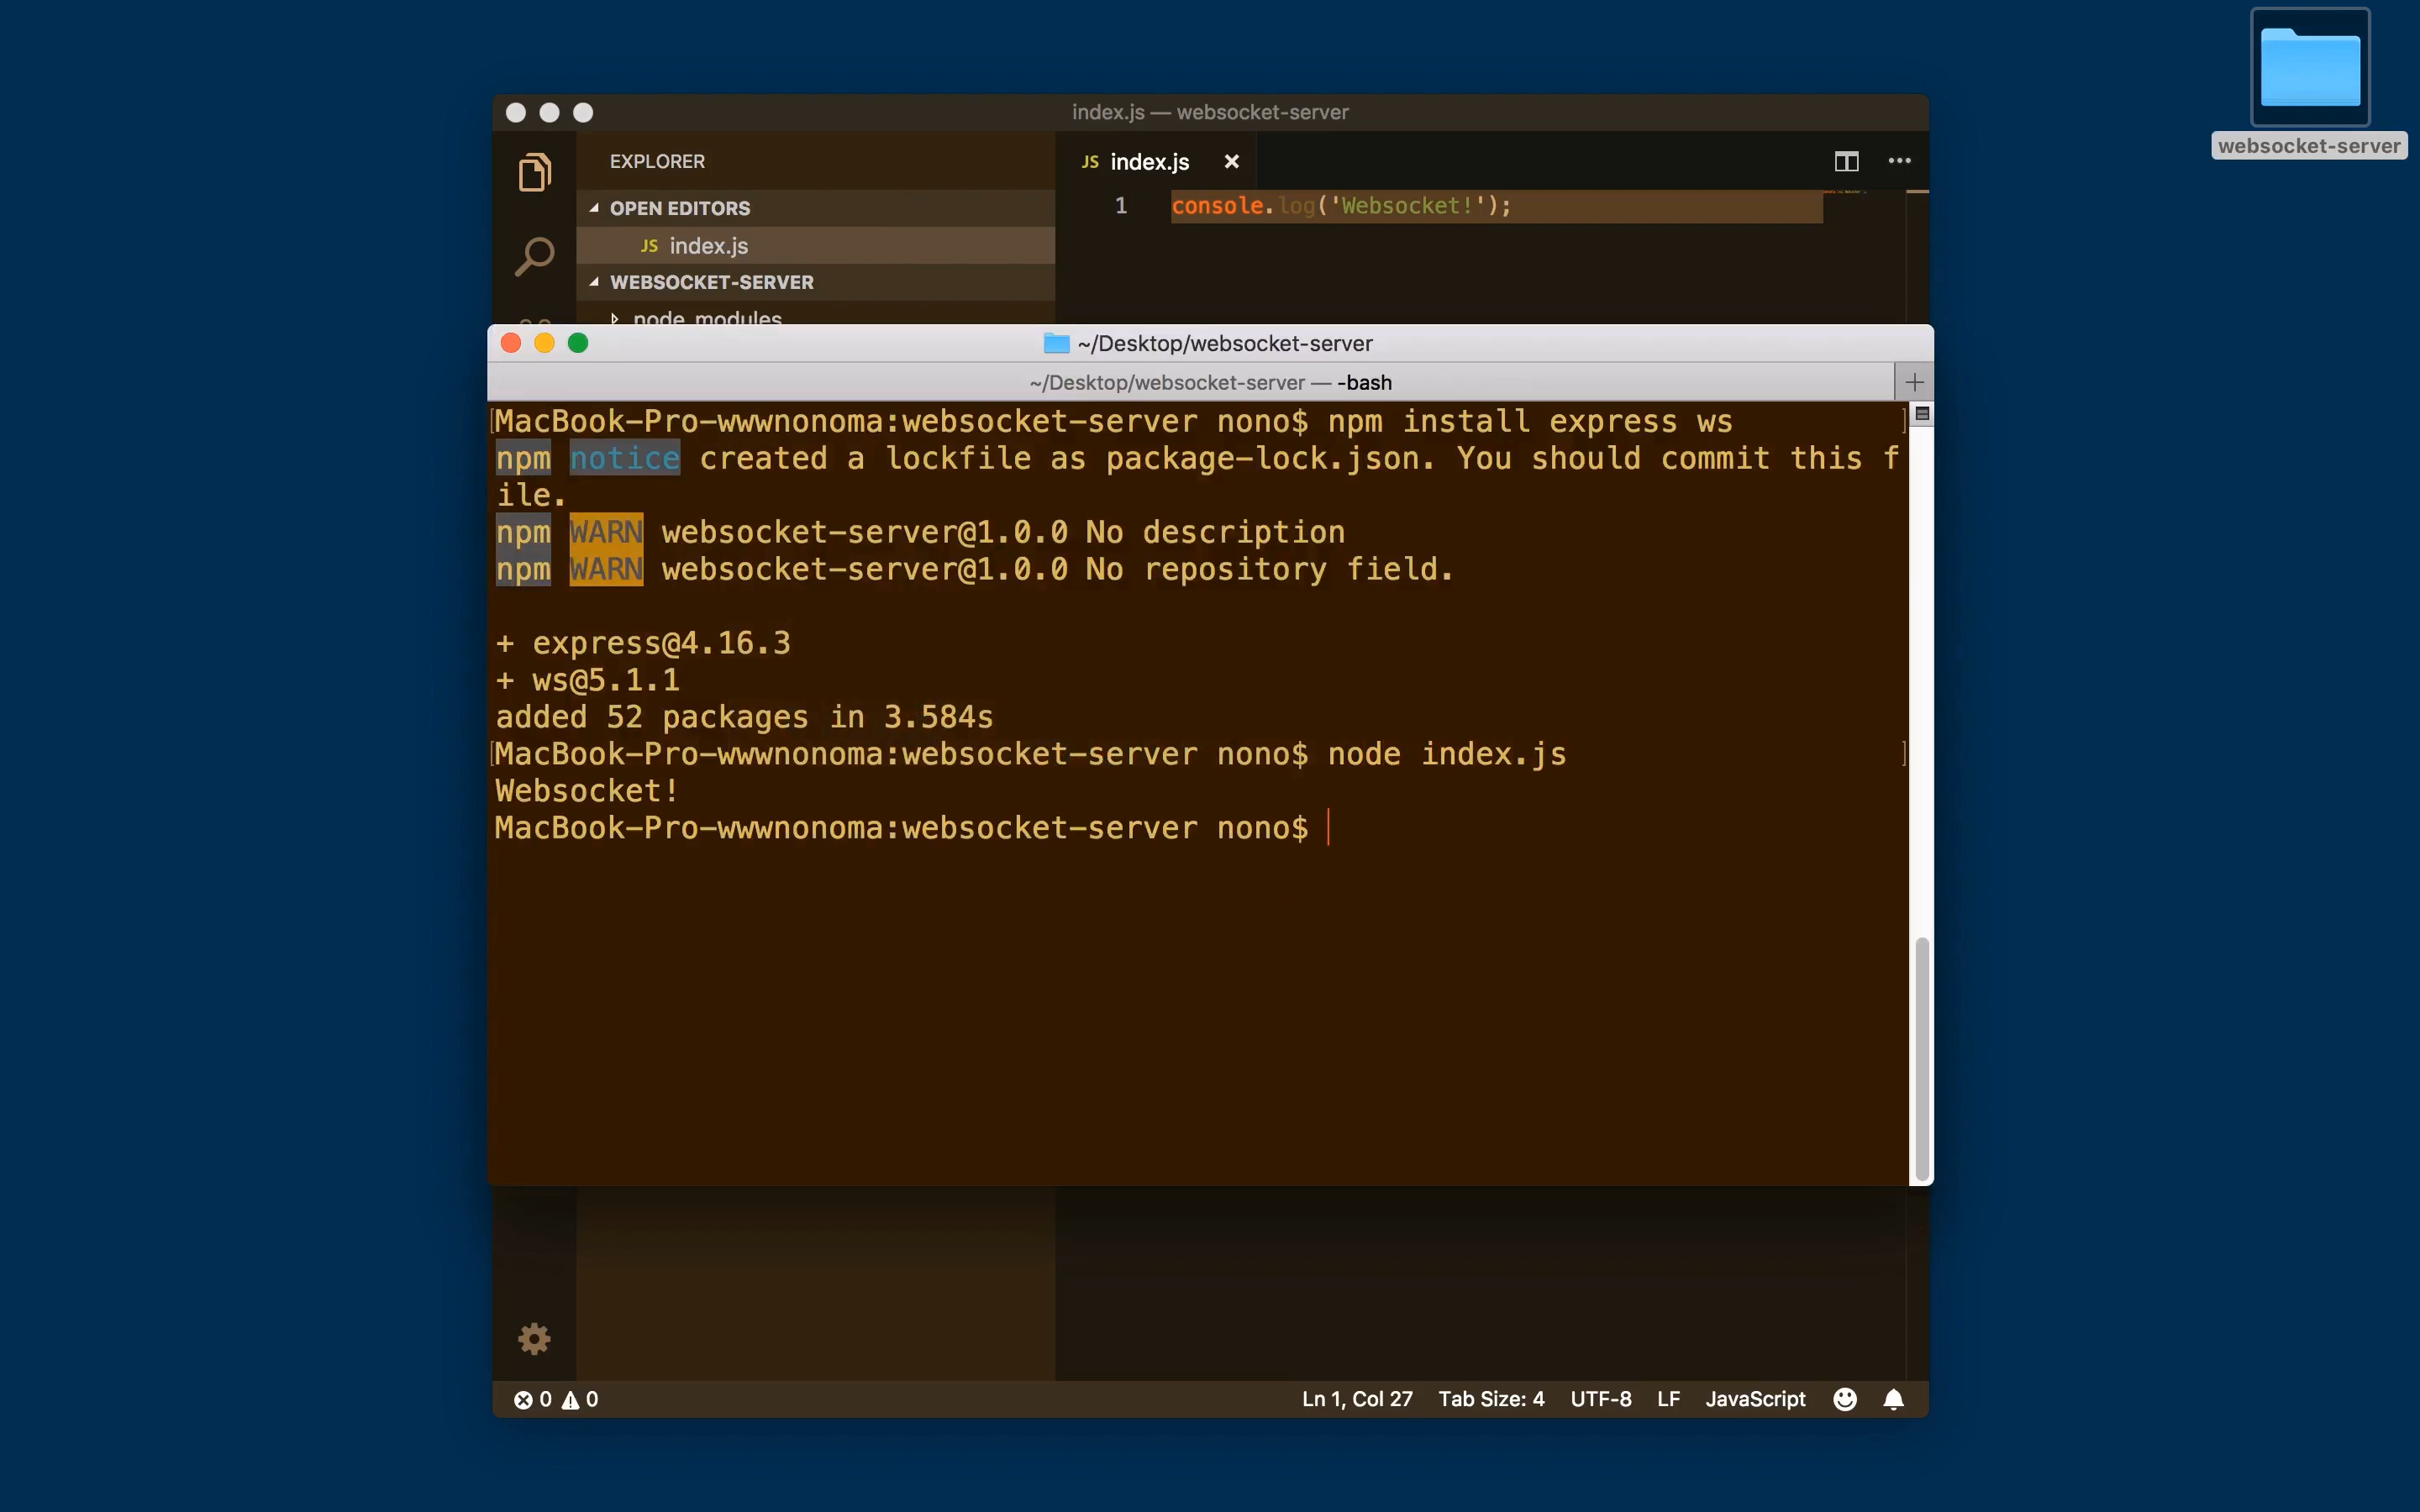 websocket-server
index.js — websocket-server
EXPLORER
JS index.js
OPEN EDITORS
1 console.log('Websocket!');
JS index.js
WEBSOCKET-SERVER
node_modules
~/Desktop/websocket-server
~/Desktop/websocket-server — -bash
[MacBook-Pro-wwwnonoma:websocket-server nono$ npm install express ws ]
npm notice created a lockfile as package-lock.json. You should commit this f
ile.
npm WARN websocket-server@1.0.0 No description
npm WARN websocket-server@1.0.0 No repository field.
+ express@4.16.3
+ ws@5.1.1
added 52 packages in 3.584s
[MacBook-Pro-wwwnonoma:websocket-server nono$ node index.js ]
Websocket!
MacBook-Pro-wwwnonoma:websocket-server nono$
0 0 Ln 1, Col 27 Tab Size: 4 UTF-8 LF JavaScript